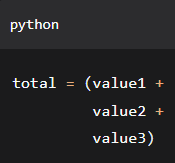 python
total = (value1 +
value2 +
value3)